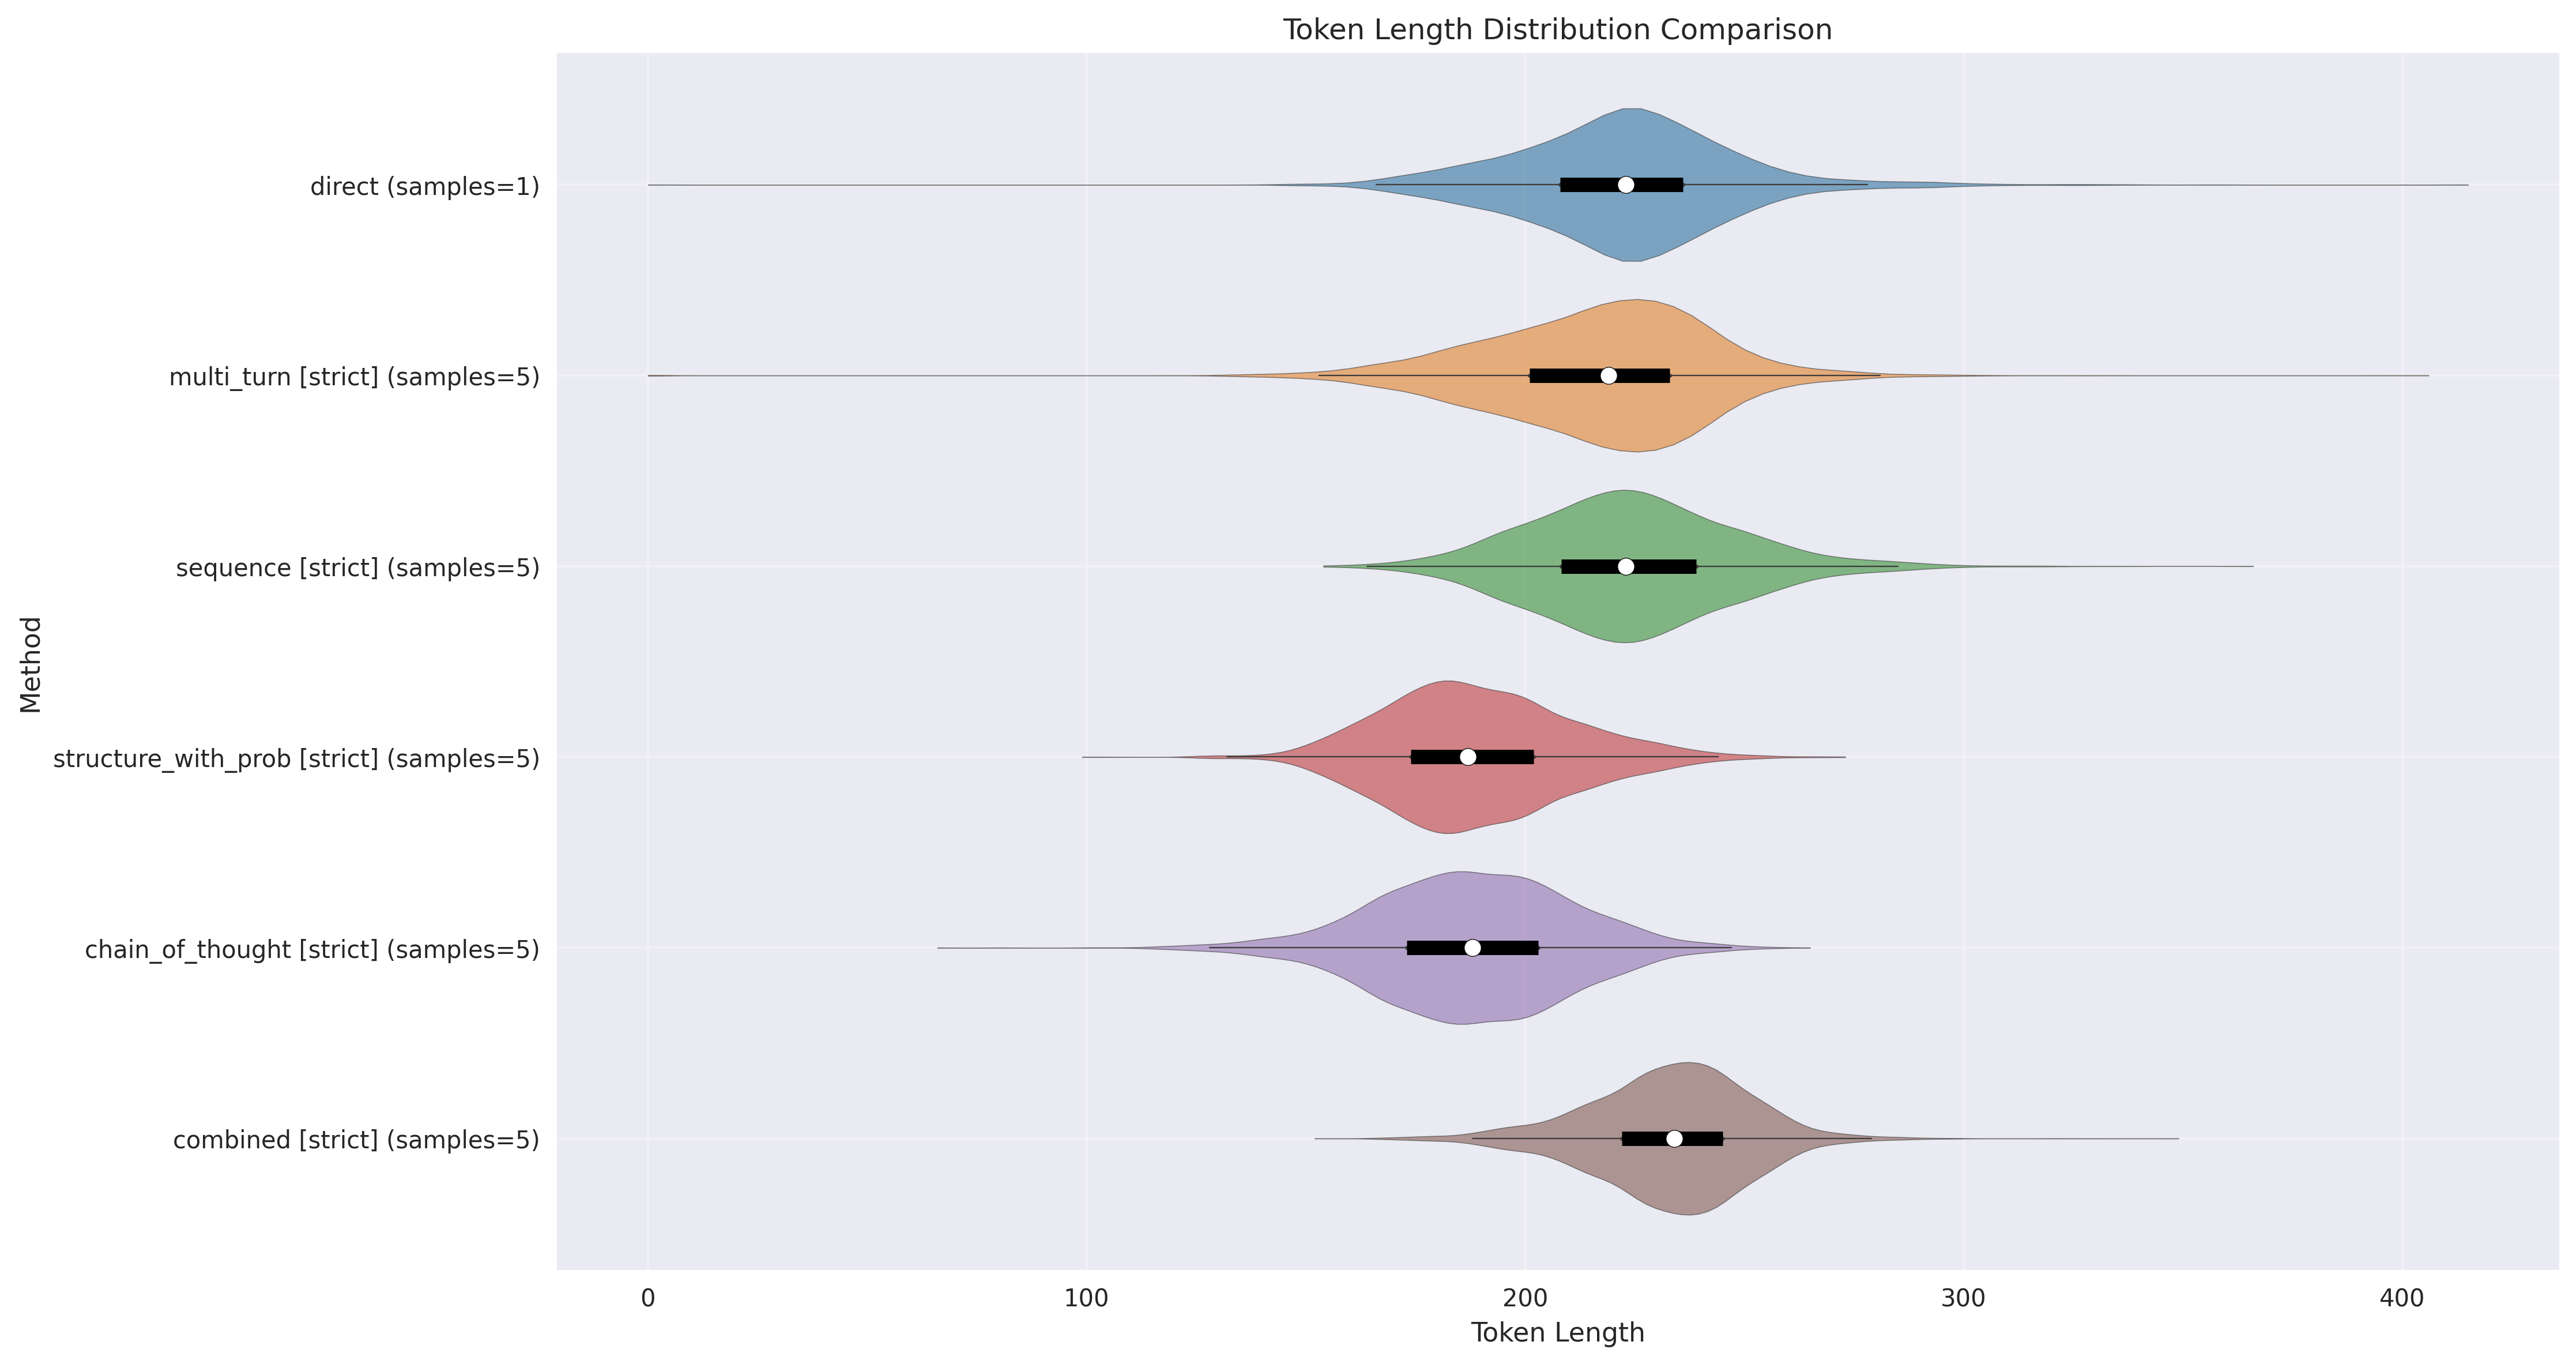 Token Length Distribution Comparison
Method
direct (samples=1)
multi_turn [strict] (samples=5)
sequence [strict] (samples=5)
structure_with_prob [strict] (samples=5)
chain_of_thought [strict] (samples=5)
combined [strict] (samples=5)
0 100 200 300 400
Token Length